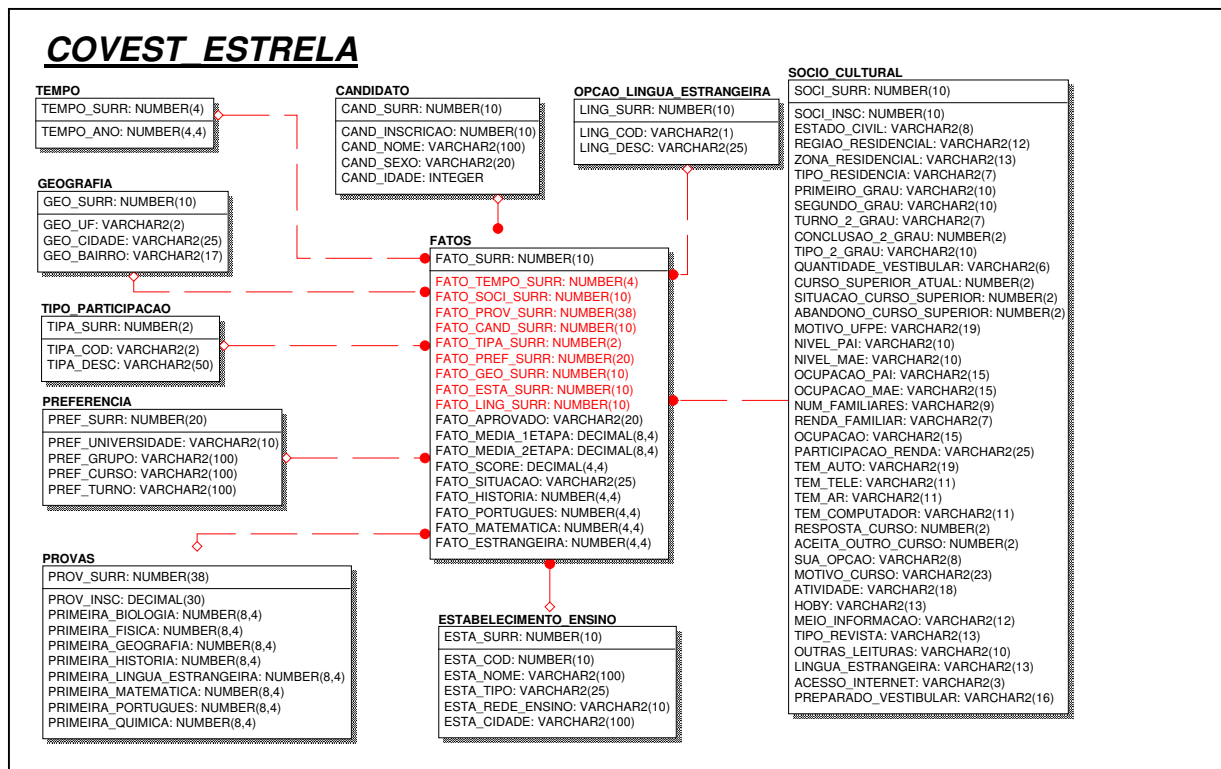 COVEST_ESTRELA
TEMPO
TEMPO_SURR: NUMBER(4)
TEMPO_ANO: NUMBER(4,4)
CANDIDATO
CAND_SURR: NUMBER(10)
CAND_INSCRICAO: NUMBER(10)
CAND_NOME: VARCHAR2(100)
CAND_SEXO: VARCHAR2(20)
CAND_IDADE: INTEGER
OPCAO_LINGUA_ESTRANGEIRA
LING_SURR: NUMBER(10)
LING_COD: VARCHAR2(1)
LING_DESC: VARCHAR2(25)
SOCIO_CULTURAL
SOCI_SURR: NUMBER(10)
SOCI_INSC: NUMBER(10)
ESTADO_CIVIL: VARCHAR2(8)
REGIAO_RESIDENCIAL: VARCHAR2(12)
ZONA_RESIDENCIAL: VARCHAR2(13)
TIPO_RESIDENCIA: VARCHAR2(7)
PRIMEIRO_GRAU: VARCHAR2(10)
SEGUNDO_GRAU: VARCHAR2(10)
TURNO_2_GRAU: VARCHAR2(7)
CONCLUSAO_2_GRAU: NUMBER(2)
TIPO_2_GRAU: VARCHAR2(10)
QUANTIDADE_VESTIBULAR: VARCHAR2(6)
CURSO_SUPERIOR_ATUAL: NUMBER(2)
SITUACAO_CURSO_SUPERIOR: NUMBER(2)
ABANDONO_CURSO_SUPERIOR: NUMBER(2)
MOTIVO_UFPE: VARCHAR2(19)
NIVEL_PAI: VARCHAR2(10)
NIVEL_MAE: VARCHAR2(10)
OCUPACAO_PAI: VARCHAR2(15)
OCUPACAO_MAE: VARCHAR2(15)
NUM_FAMILIARES: VARCHAR2(9)
RENDA_FAMILIAR: VARCHAR2(7)
OCUPACAO: VARCHAR2(15)
PARTICIPACAO_RENDA: VARCHAR2(25)
TEM_AUTO: VARCHAR2(19)
TEM_TELE: VARCHAR2(11)
TEM_AR: VARCHAR2(11)
TEM_COMPUTADOR: VARCHAR2(11)
RESPOSTA_CURSO: NUMBER(2)
ACEITA_OUTRO_CURSO: NUMBER(2)
SUA_OPCAO: VARCHAR2(8)
MOTIVO_CURSO: VARCHAR2(23)
ATIVIDADE: VARCHAR2(18)
HOBY: VARCHAR2(13)
MEIO_INFORMACAO: VARCHAR2(12)
TIPO_REVISTA: VARCHAR2(13)
OUTRAS_LEITURAS: VARCHAR2(10)
LINGUA_ESTRANGEIRA: VARCHAR2(13)
ACESSO_INTERNET: VARCHAR2(3)
PREPARADO_VESTIBULAR: VARCHAR2(16)
GEOGRAFIA
GEO_SURR: NUMBER(10)
GEO_UF: VARCHAR2(2)
GEO_CIDADE: VARCHAR2(25)
GEO_BAIRRO: VARCHAR2(17)
FATOS
FATO_SURR: NUMBER(10)
FATO_TEMPO_SURR: NUMBER(4)
FATO_SOCI_SURR: NUMBER(10)
FATO_PROV_SURR: NUMBER(38)
FATO_CAND_SURR: NUMBER(10)
FATO_TIPA_SURR: NUMBER(2)
FATO_PREF_SURR: NUMBER(20)
FATO_GEO_SURR: NUMBER(10)
FATO_ESTA_SURR: NUMBER(10)
FATO_LING_SURR: NUMBER(10)
FATO_APROVADO: VARCHAR2(20)
FATO_MEDIA_1ETAPA: DECIMAL(8,4)
FATO_MEDIA_2ETAPA: DECIMAL(8,4)
FATO_SCORE: DECIMAL(4,4)
FATO_SITUACAO: VARCHAR2(25)
FATO_HISTORIA: NUMBER(4,4)
FATO_PORTUGUES: NUMBER(4,4)
FATO_MATEMATICA: NUMBER(4,4)
FATO_ESTRANGEIRA: NUMBER(4,4)
TIPO_PARTICIPACAO
TIPA_SURR: NUMBER(2)
TIPA_COD: VARCHAR2(2)
TIPA_DESC: VARCHAR2(50)
PREFERENCIA
PREF_SURR: NUMBER(20)
PREF_UNIVERSIDADE: VARCHAR2(10)
PREF_GRUPO: VARCHAR2(100)
PREF_CURSO: VARCHAR2(100)
PREF_TURNO: VARCHAR2(100)
PROVAS
PROV_SURR: NUMBER(38)
PROV_INSC: DECIMAL(30)
PRIMEIRA_BIOLOGIA: NUMBER(8,4)
PRIMEIRA_FISICA: NUMBER(8,4)
PRIMEIRA_GEOGRAFIA: NUMBER(8,4)
PRIMEIRA_HISTORIA: NUMBER(8,4)
PRIMEIRA_LINGUA_ESTRANGEIRA: NUMBER(8,4)
PRIMEIRA_MATEMATICA: NUMBER(8,4)
PRIMEIRA_PORTUGUES: NUMBER(8,4)
PRIMEIRA_QUIMICA: NUMBER(8,4)
ESTABELECIMENTO_ENSINO
ESTA_SURR: NUMBER(10)
ESTA_COD: NUMBER(10)
ESTA_NOME: VARCHAR2(100)
ESTA_TIPO: VARCHAR2(25)
ESTA_REDE_ENSINO: VARCHAR2(10)
ESTA_CIDADE: VARCHAR2(100)